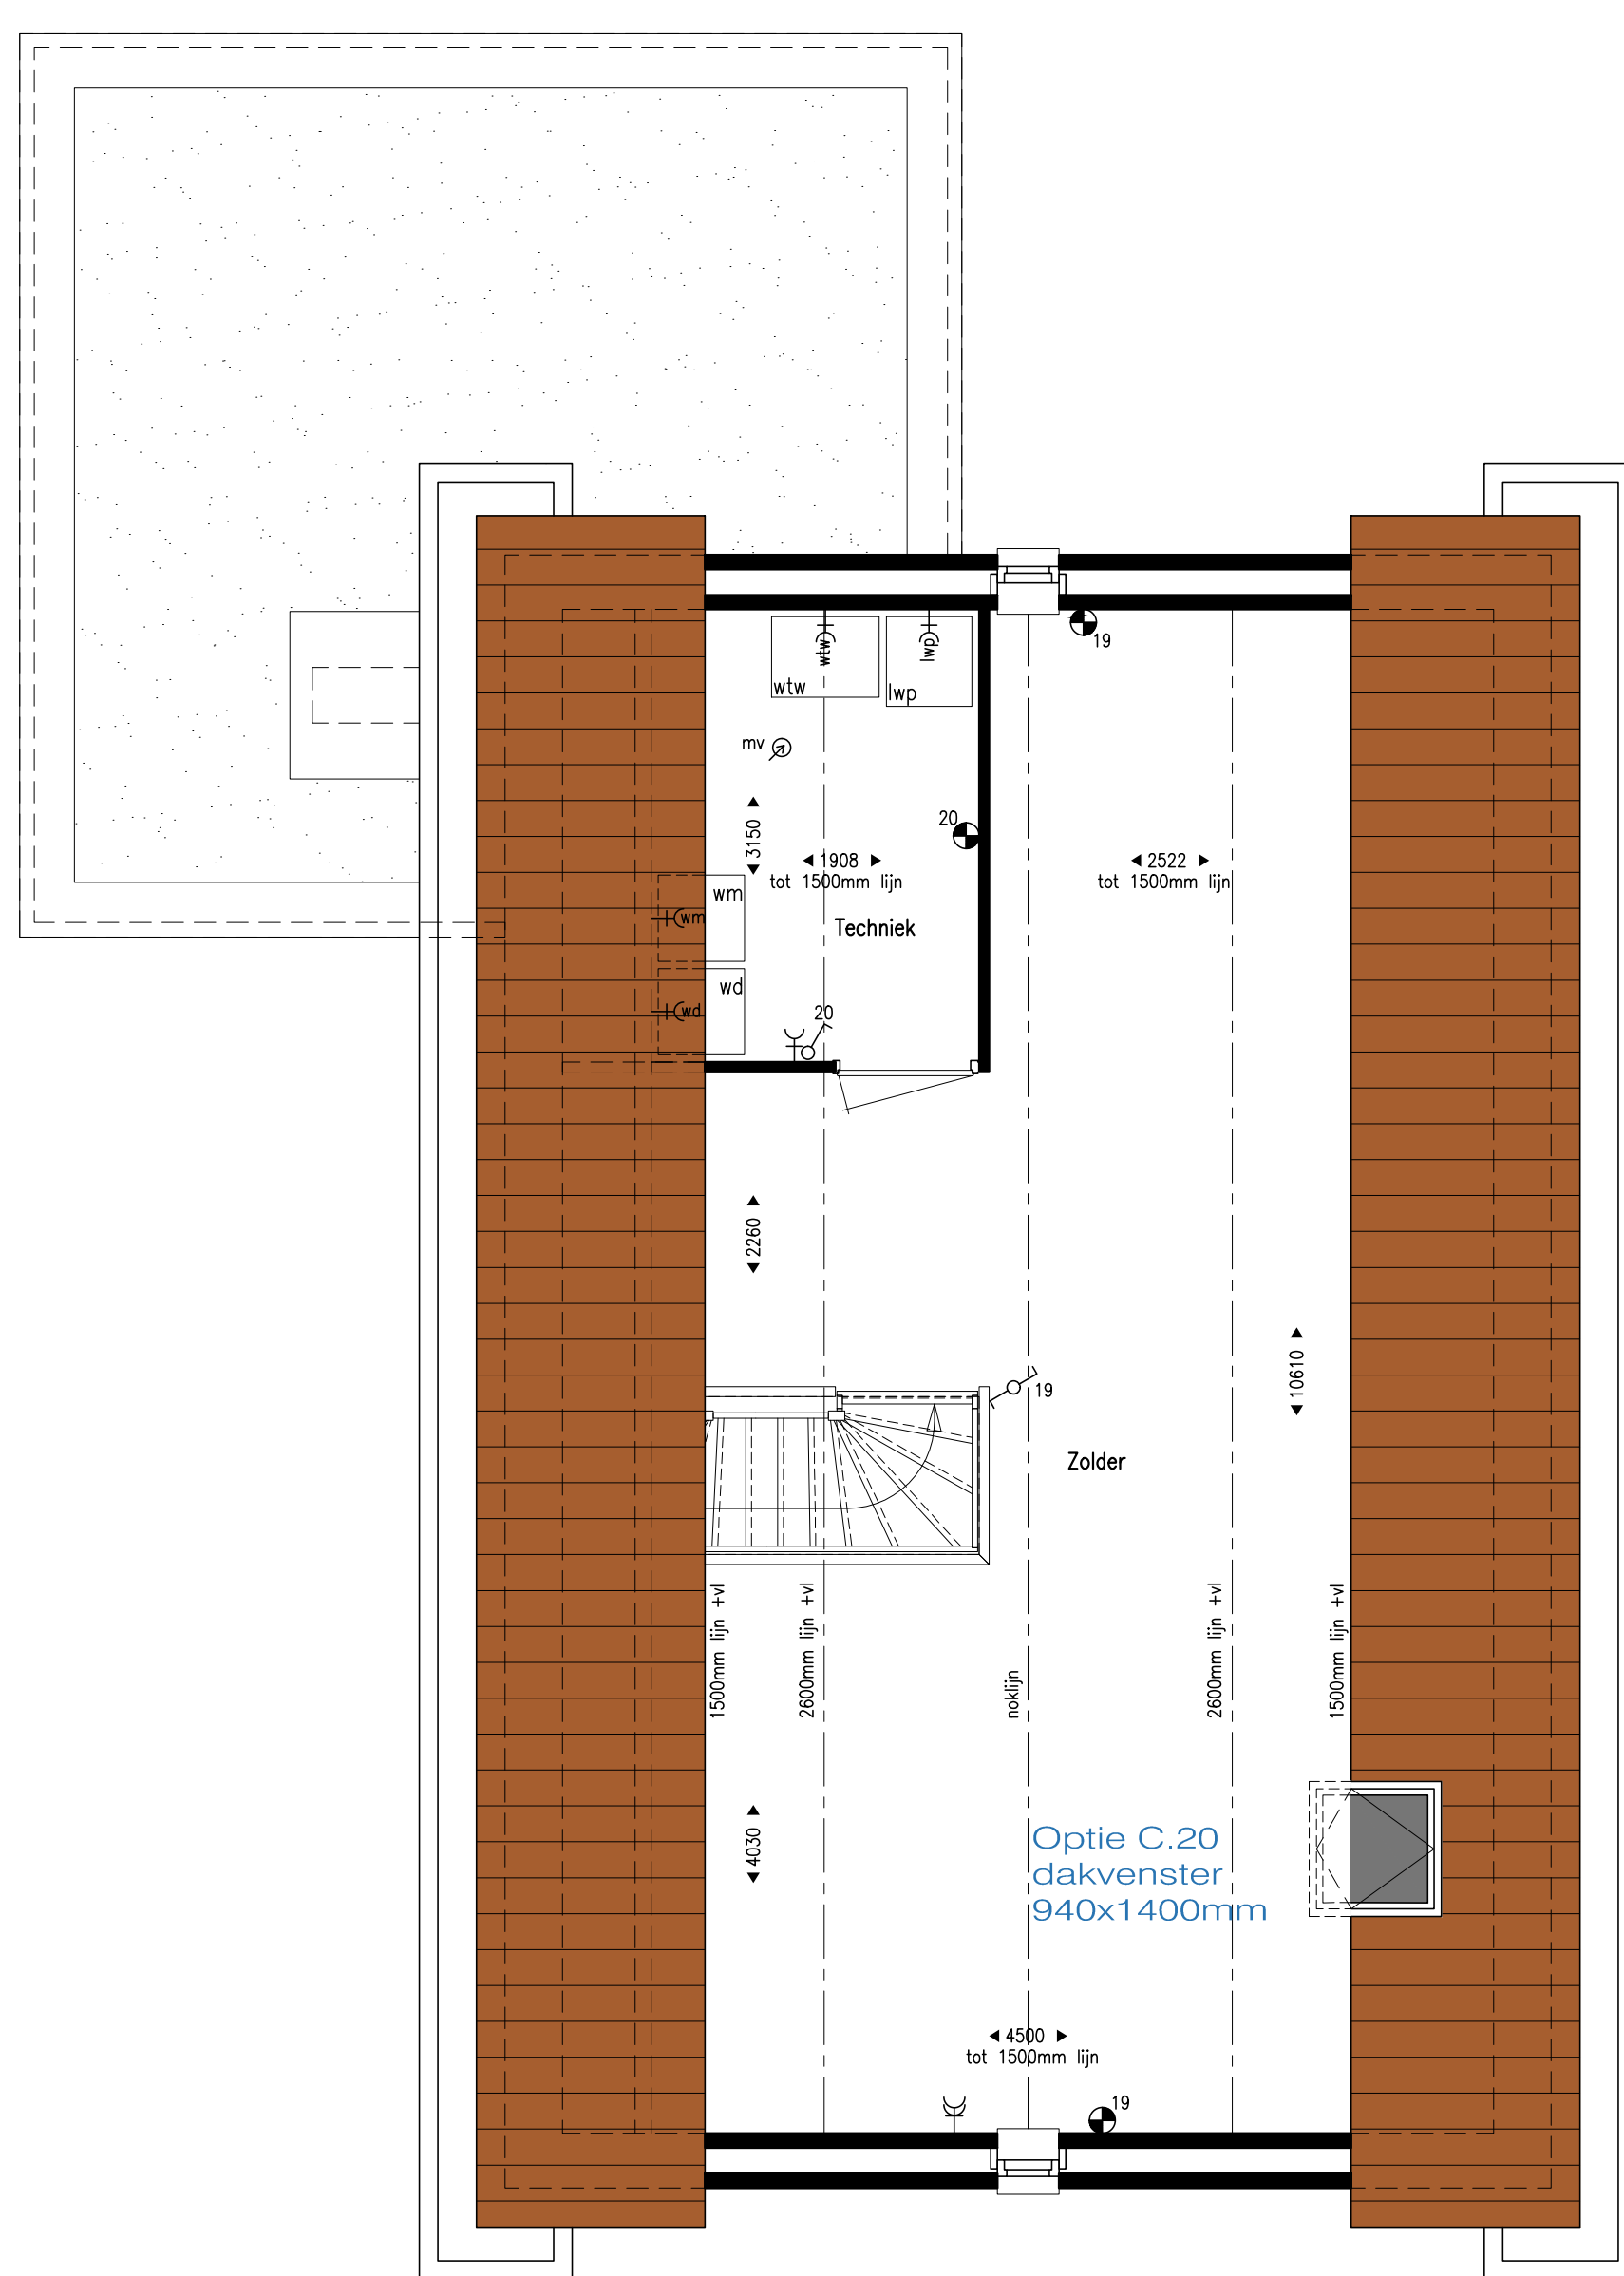 19
wtw
lwp
wtw
lwp
mv
20
3150
1908
tot 1500mm lijn
2522
tot 1500mm lijn
wm
wm
Techniek
wd
wd
20
2260
10610
19
Zolder
1500mm lijn +vl
2600mm lijn +vl
noklijn
2600mm lijn +vl
1500mm lijn +vl
4030
Optie C.20
dakvenster
940x1400mm
4500
tot 1500mm lijn
19